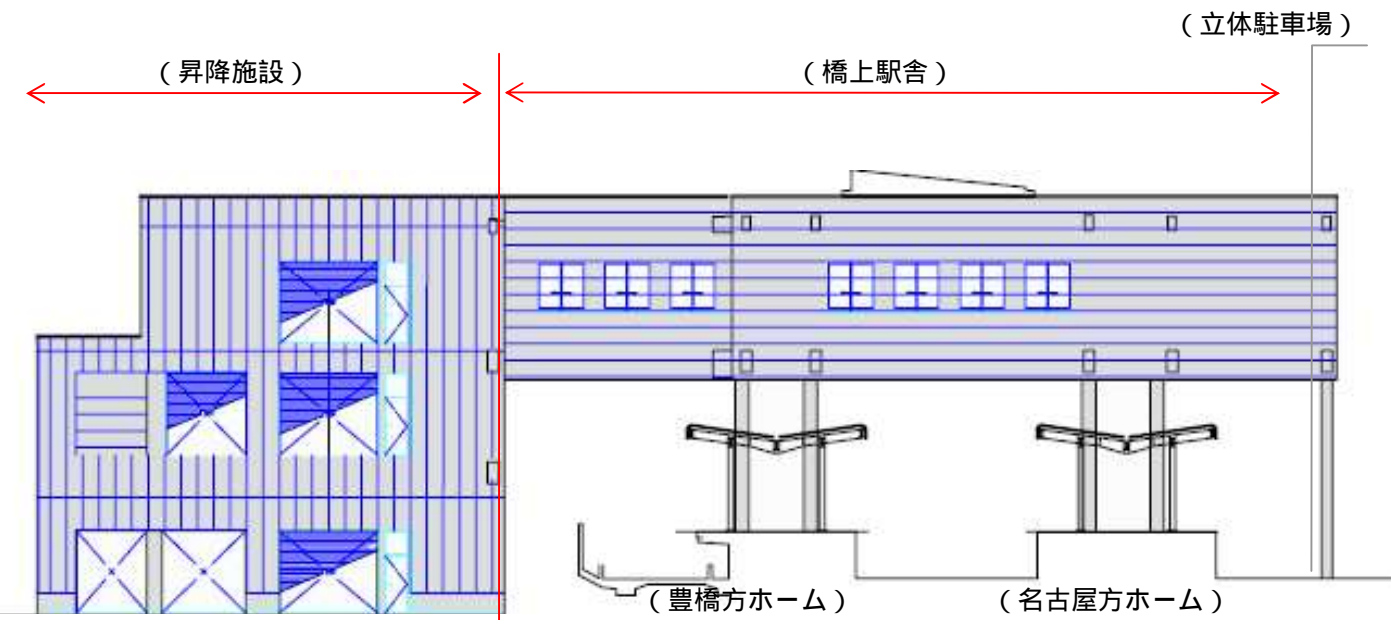 （立体駐車場）
（昇降施設）
（橋上駅舎）
（豊橋方ホーム）
（名古屋方ホーム）